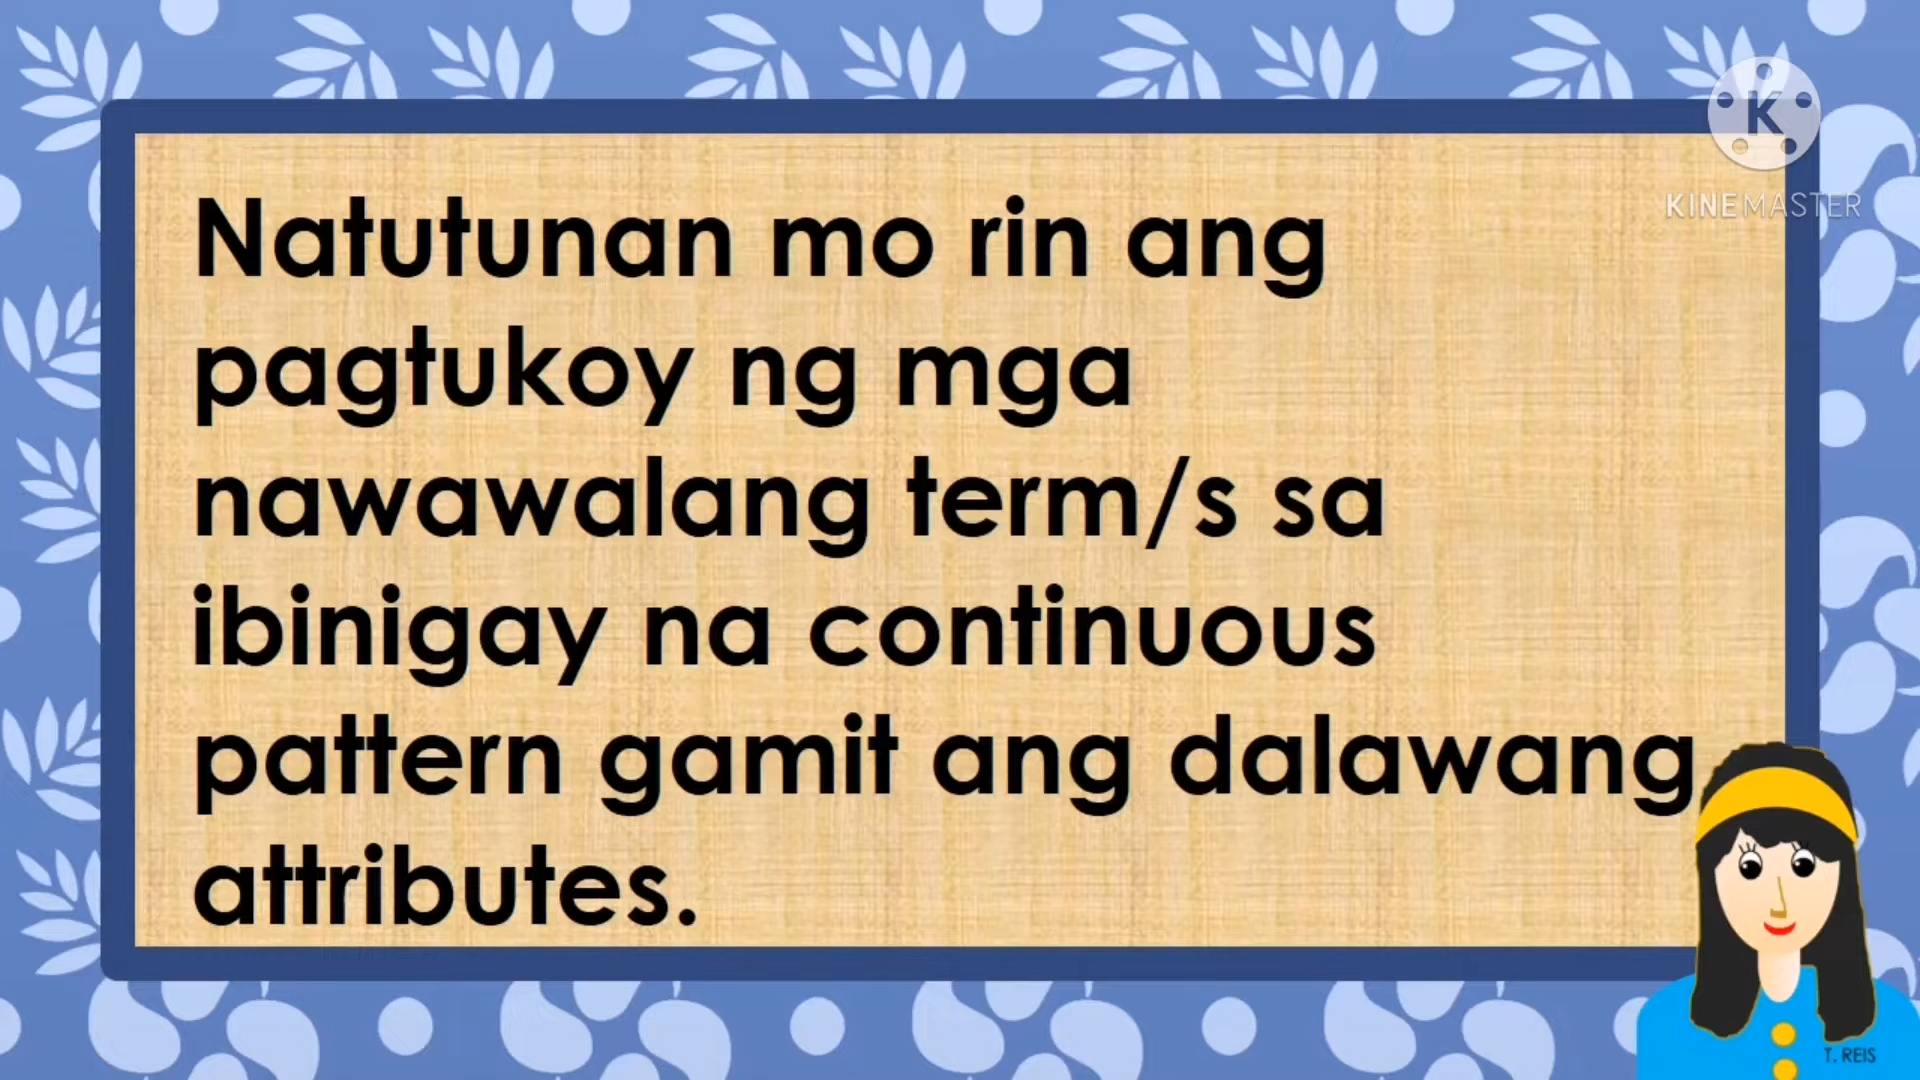 Natutunan mo rin ang
pagtukoy ng mga
nawawalang term/s sa
ibinigay na continuous
pattern gamit ang dalawang
attributes.
K
KINEMASTER
T. REIS